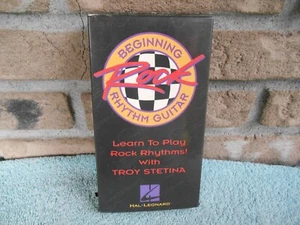 BEGINNING
Rock
RHYTHM GUITAR
Learn To Play
Rock Rhythms!
with
TROY STETINA
HAL•LEONARD